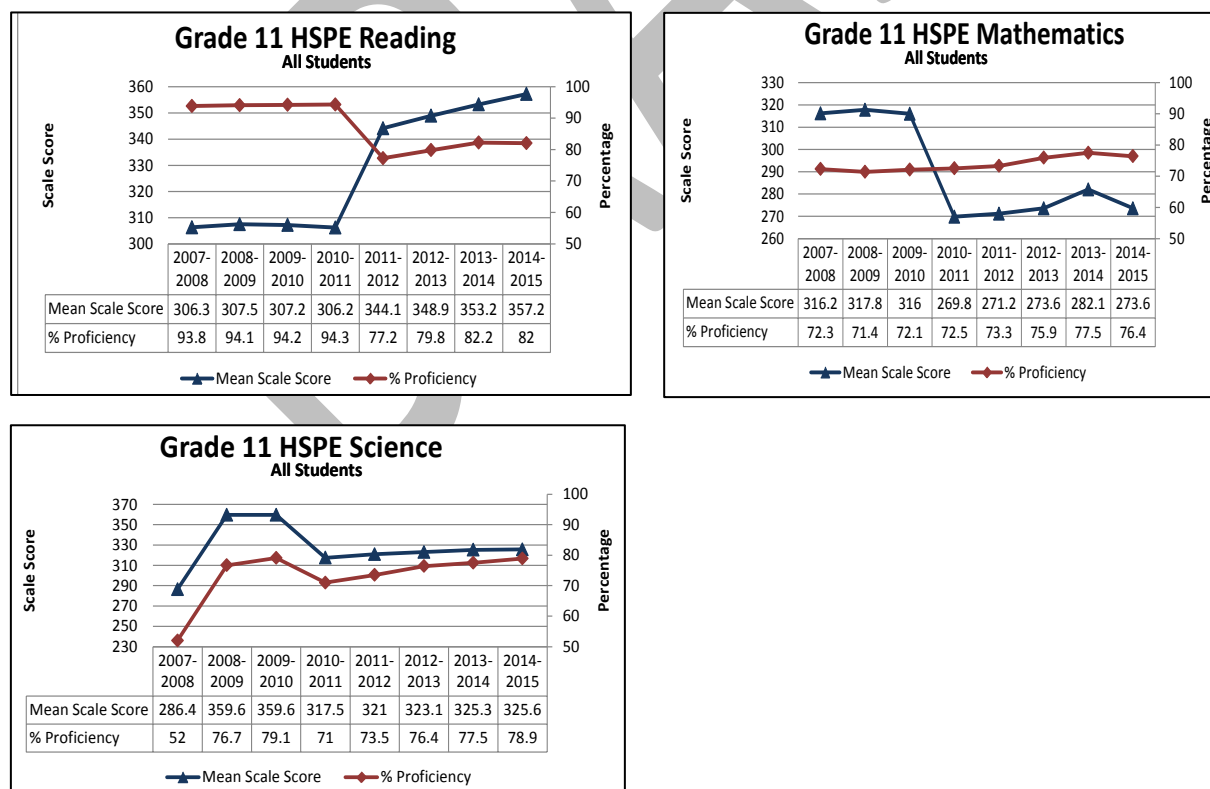 Grade 11 HSPE Reading
All Students
Scale Score
360
350
340
330
320
310
300
100
90
80
70
60
50
Percentage
2007-2008 2008-2009 2009-2010 2010-2011 2011-2012 2012-2013 2013-2014 2014-2015
Mean Scale Score 306.3 307.5 307.2 306.2 344.1 348.9 353.2 357.2
% Proficiency 93.8 94.1 94.2 94.3 77.2 79.8 82.2 82
Mean Scale Score % Proficiency
Grade 11 HSPE Mathematics
All Students
Scale Score
330
320
310
300
290
280
270
260
100
90
80
70
60
50
Percentage
2007-2008 2008-2009 2009-2010 2010-2011 2011-2012 2012-2013 2013-2014 2014-2015
Mean Scale Score 316.2 317.8 316 269.8 271.2 273.6 282.1 273.6
% Proficiency 72.3 71.4 72.1 72.5 73.3 75.9 77.5 76.4
Mean Scale Score % Proficiency
Grade 11 HSPE Science
All Students
Scale Score
370
350
330
310
290
270
250
230
100
90
80
70
60
50
Percentage
2007-2008 2008-2009 2009-2010 2010-2011 2011-2012 2012-2013 2013-2014 2014-2015
Mean Scale Score 286.4 359.6 359.6 317.5 321 323.1 325.3 325.6
% Proficiency 52 76.7 79.1 71 73.5 76.4 77.5 78.9
Mean Scale Score % Proficiency